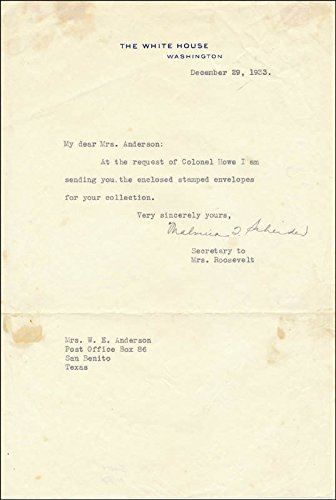 THE WHITE HOUSE
WASHINGTON
December 29, 1933.
My dear Mrs. Anderson:
At the request of Colonel Howe I am
sending you the enclosed stamped envelopes
for your collection.
Very sincerely yours,
Malvina T. Scheider
Secretary to
Mrs. Roosevelt
Mrs. W. E. Anderson
Post Office Box 86
San Benito
Texas